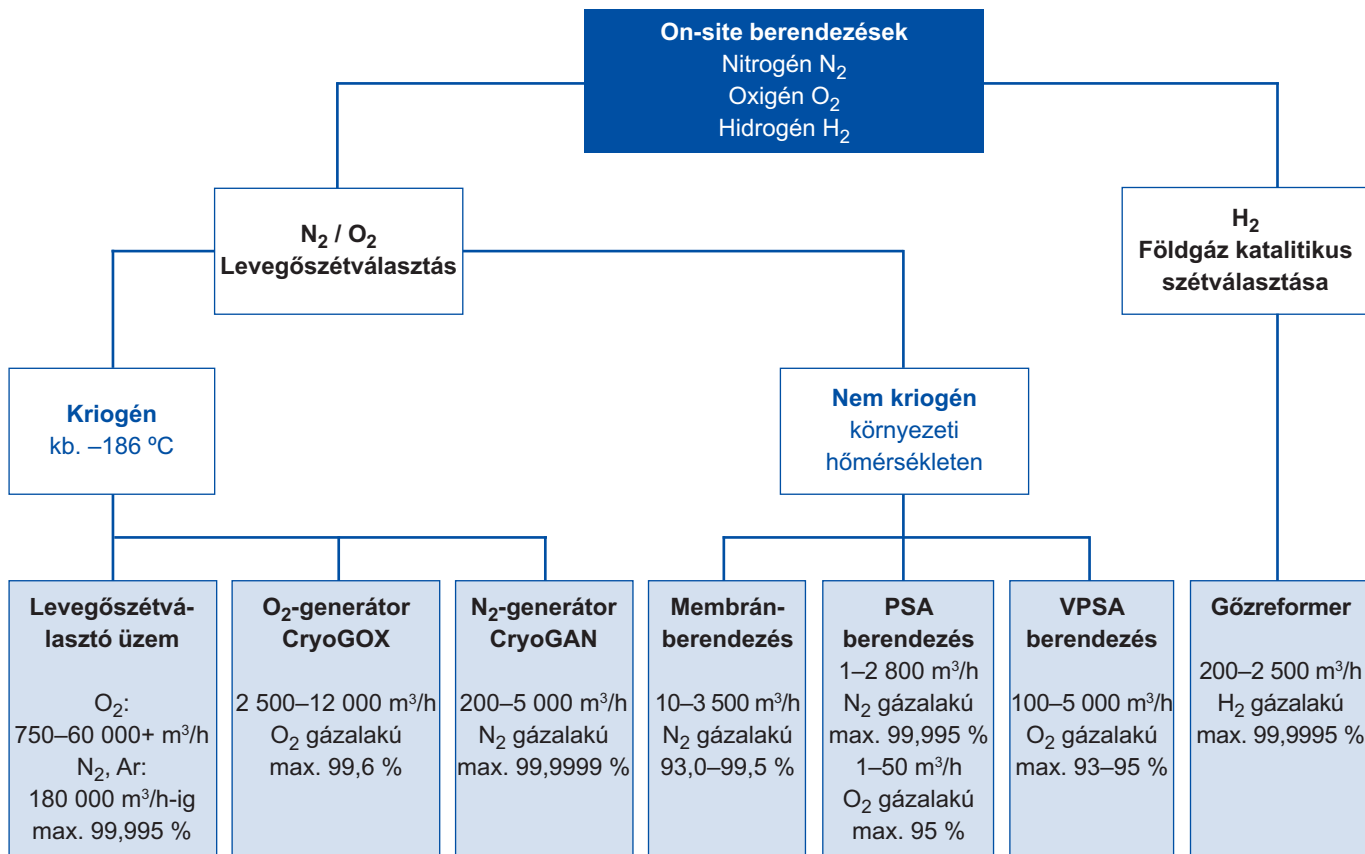 On-site berendezések
Nitrogén N₂
Oxigén O₂
Hidrogén H₂
N₂ / O₂
Levegőszétválasztás
H₂
Földgáz katalitikus
szétválasztása
Kriogén
kb. –186 ºC
Nem kriogén
környezeti
hőmérsékleten
Levegőszétvá-
lasztó üzem
O₂:
750–60 000+ m³/h
N₂, Ar:
180 000 m³/h-ig
max. 99,995 %
O₂-generátor
CryoGOX
2 500–12 000 m³/h
O₂ gázalakú
max. 99,6 %
N₂-generátor
CryoGAN
200–5 000 m³/h
N₂ gázalakú
max. 99,9999 %
Membrán-
berendezés
10–3 500 m³/h
N₂ gázalakú
93,0–99,5 %
PSA
berendezés
1–2 800 m³/h
N₂ gázalakú
max. 99,995 %
1–50 m³/h
O₂ gázalakú
max. 95 %
VPSA
berendezés
100–5 000 m³/h
O₂ gázalakú
max. 93–95 %
Gőzreformer
200–2 500 m³/h
H₂ gázalakú
max. 99,9995 %